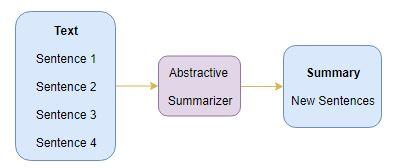 Text
Sentence 1
Sentence 2
Sentence 3
Sentence 4
Abstractive
Summarizer
Summary
New Sentences